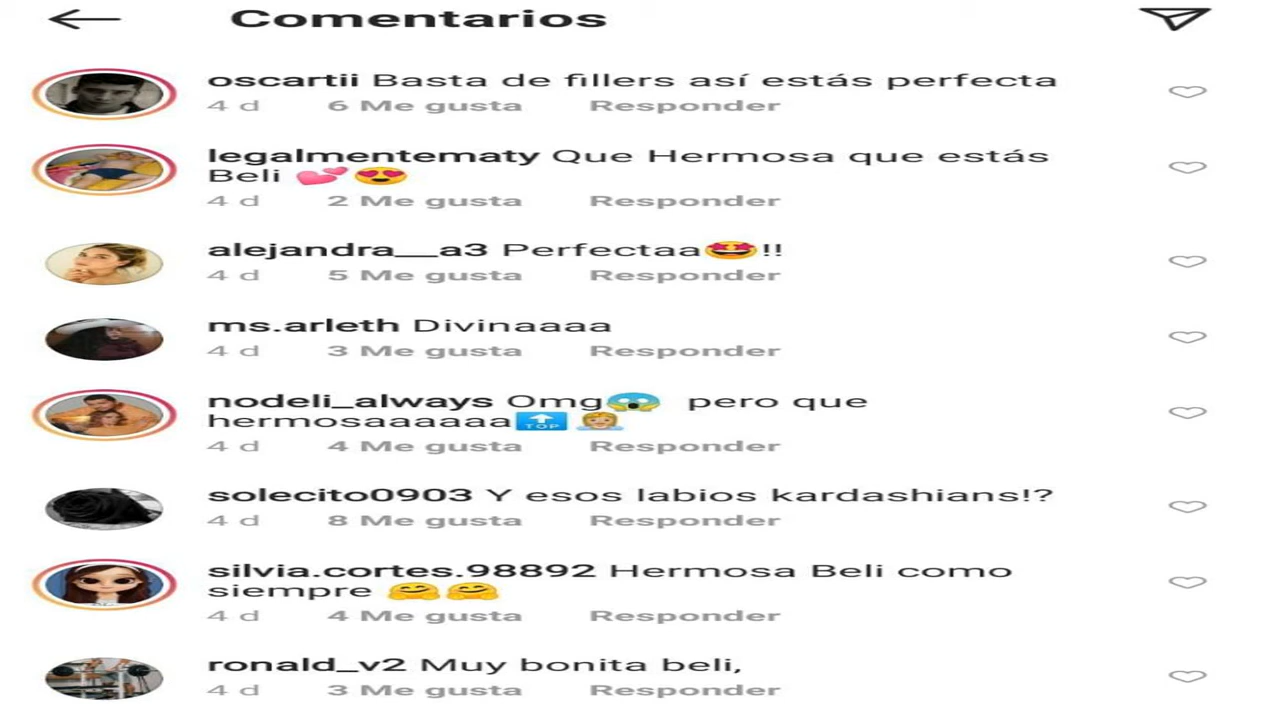 Comentarios
oscartii Basta de fillers así estás perfecta
4 d 6 Me gusta Responder
legalmentematy Que Hermosa que estás
Beli 💕😍
4 d 2 Me gusta Responder
alejandra__a3 Perfectaa🤩!!
4 d 5 Me gusta Responder
ms.arleth Divinaaaa
4 d 3 Me gusta Responder
nodeli_always Omg😱 pero que
hermosaaaaaa🔝🧖🏼‍♀️
4 d 4 Me gusta Responder
solecito0903 Y esos labios kardashians!?
4 d 8 Me gusta Responder
silvia.cortes.98892 Hermosa Beli como
siempre 🤗🤗
4 d 4 Me gusta Responder
ronald_v2 Muy bonita beli,
4 d 3 Me gusta Responder